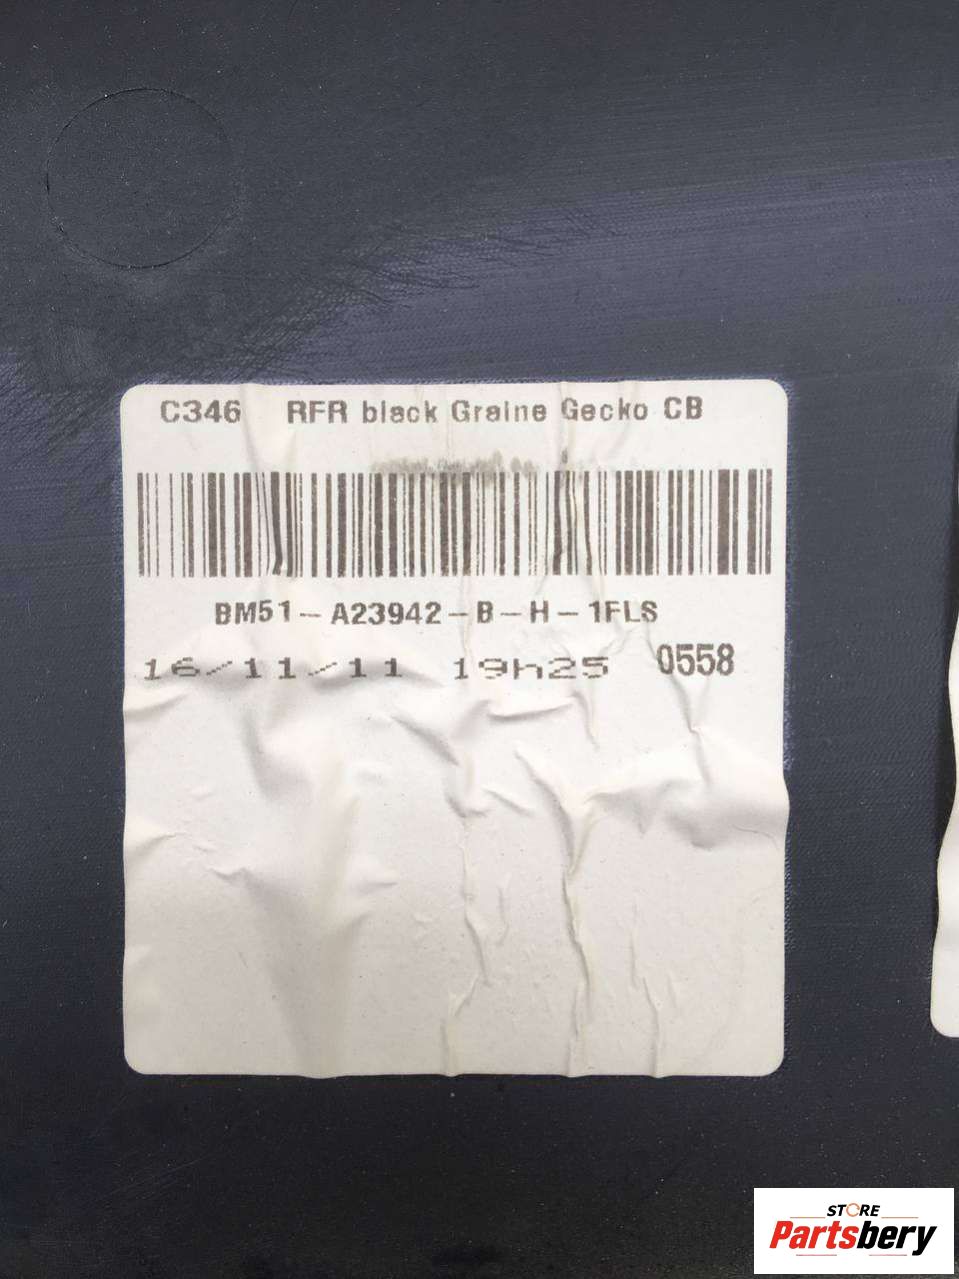 C346 RFR black Graine Gecko CB
BM51-A23942-B-H-1FLS
16/11/11 19h25 0558
STORE
Partsbery